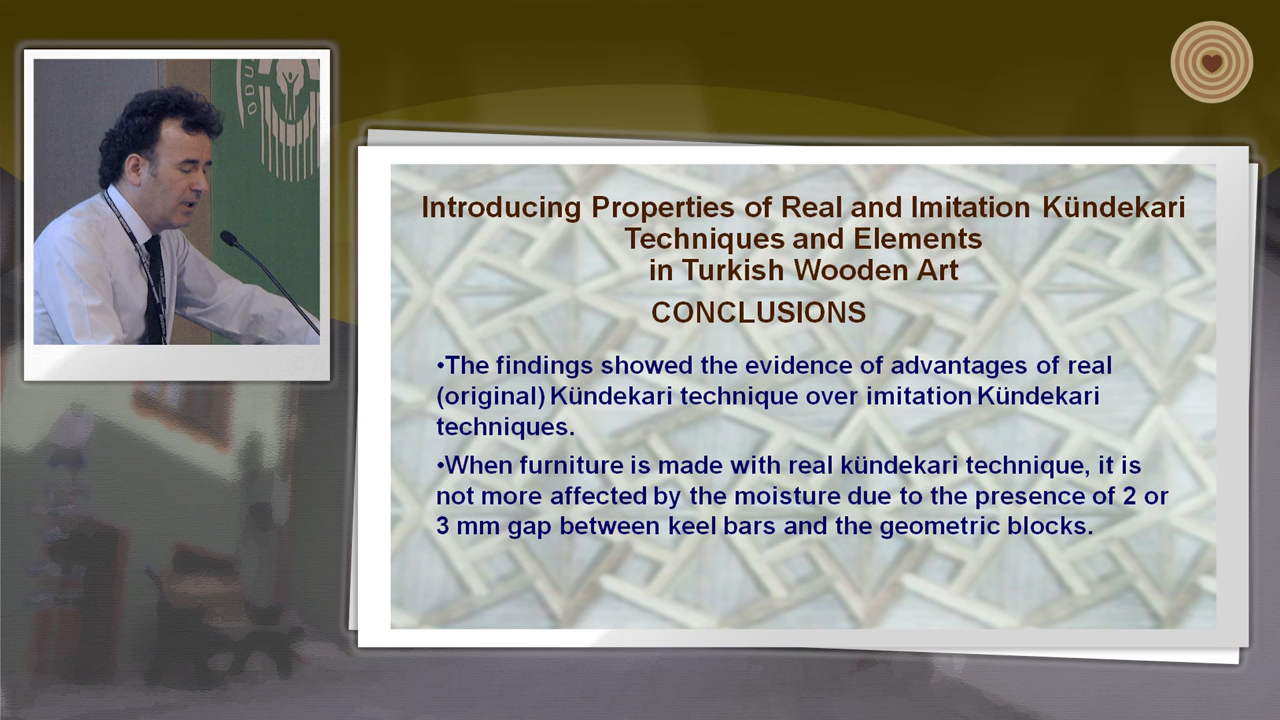 ODU
Introducing Properties of Real and Imitation Kündekari
Techniques and Elements
in Turkish Wooden Art
CONCLUSIONS
•The findings showed the evidence of advantages of real
(original) Kündekari technique over imitation Kündekari
techniques.
•When furniture is made with real kündekari technique, it is
not more affected by the moisture due to the presence of 2 or
3 mm gap between keel bars and the geometric blocks.